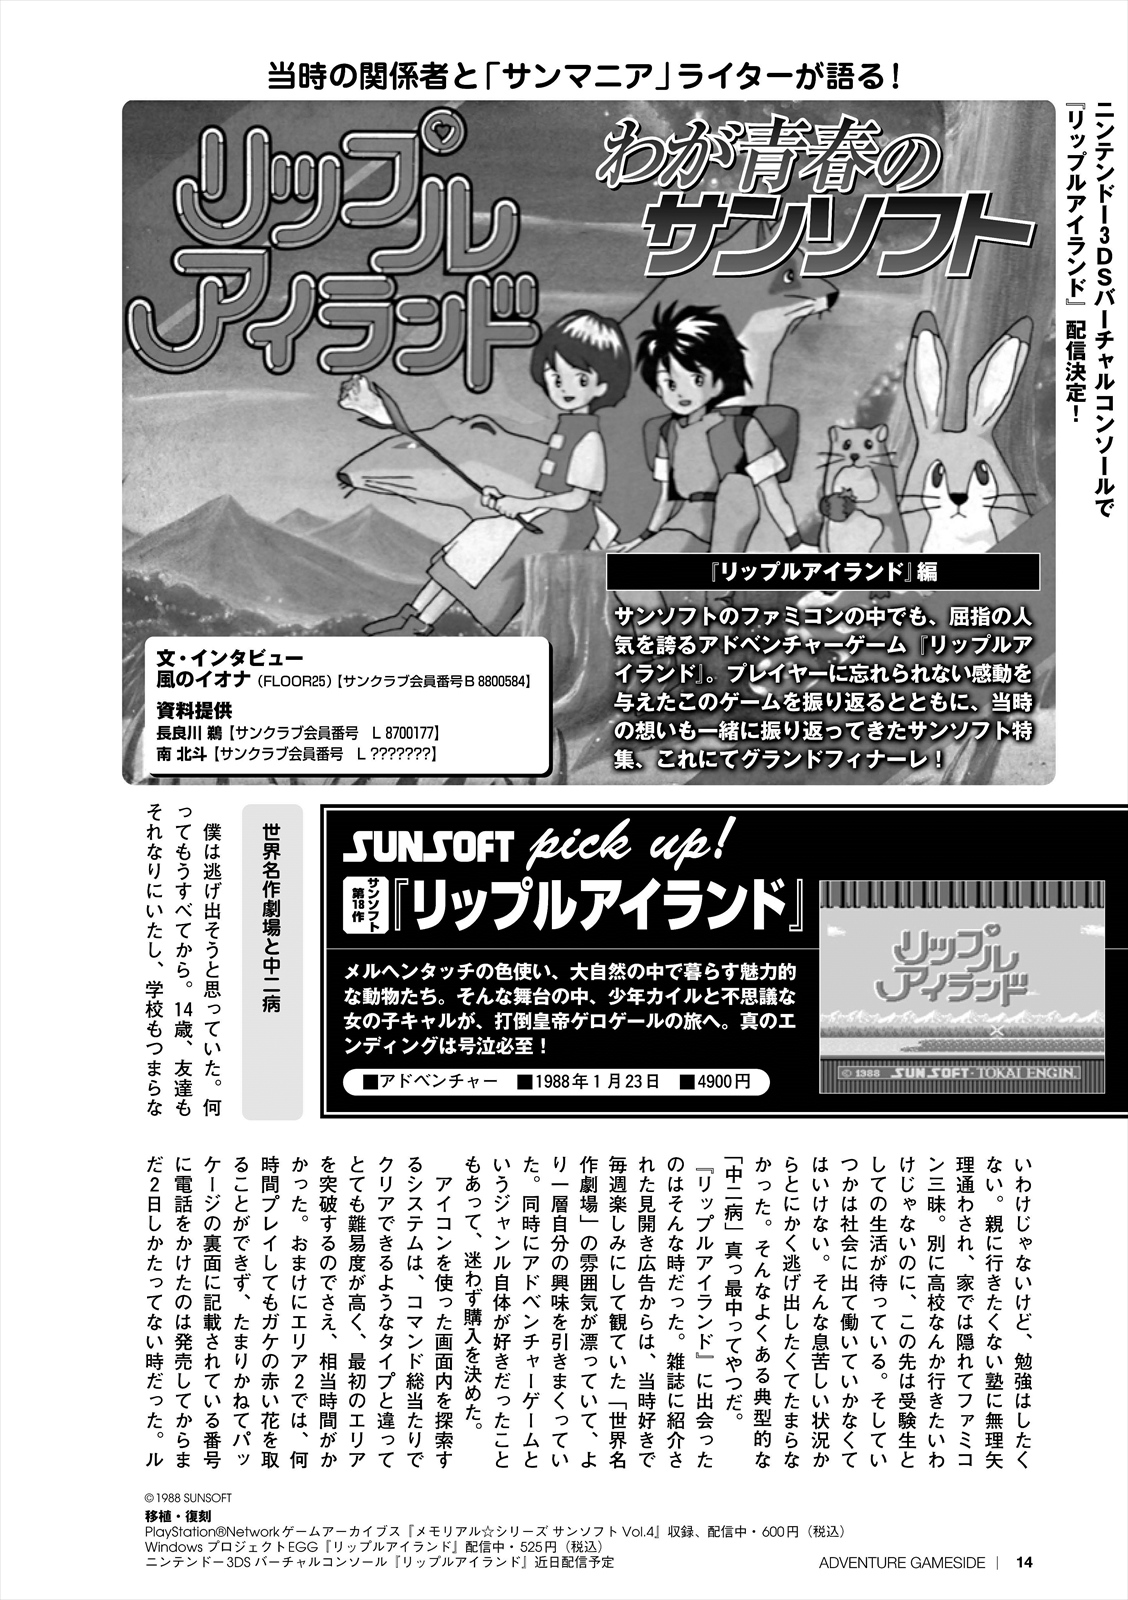 当時の関係者と「サンマニア」ライターが語る！
ニンテンドー3DSバーチャルコンソールで
『リップルアイランド』配信決定！
リップル
アイランド
わが青春の
サンソフト
『リップルアイランド』編
サンソフトのファミコンの中でも、屈指の人
気を誇るアドベンチャーゲーム『リップルア
イランド』。プレイヤーに忘れられない感動を
与えたこのゲームを振り返るとともに、当時
の想いも一緒に振り返ってきたサンソフト特
集、これにてグランドフィナーレ！
文・インタビュー
風のイオナ（FLOOR25）【サンクラブ会員番号B 8800584】
資料提供
長良川 鵜【サンクラブ会員番号　L 8700177】
南 北斗【サンクラブ会員番号　L ???????】
SUNSOFT pick up!
サンソフト
第18作
『リップルアイランド』
メルヘンタッチの色使い、大自然の中で暮らす魅力的
な動物たち。そんな舞台の中、少年カイルと不思議な
女の子キャルが、打倒皇帝ゲロゲールの旅へ。真のエ
ンディングは号泣必至！
■アドベンチャー　■1988年1月23日　■4900円
リップル
アイランド
© 1988 SUNSOFT・TOKAI ENGIN.
世界名作劇場と中二病
僕は逃げ出そうと思っていた。何
ってもうすべてから。14歳、友達も
それなりにいたし、学校もつまらな
いわけじゃないけど、勉強はしたく
ない。親に行きたくない塾に無理矢
理通わされ、家では隠れてファミコ
ン三昧。別に高校なんか行きたいわ
けじゃないのに、この先は受験生と
しての生活が待っている。そしてい
つかは社会に出て働いていかなくて
はいけない。そんな息苦しい状況か
らとにかく逃げ出したくてたまらな
かった。そんなよくある典型的な
「中二病」真っ最中ってやつだ。
『リップルアイランド』に出会った
のはそんな時だった。雑誌に紹介さ
れた見開き広告からは、当時好きで
毎週楽しみにして観ていた「世界名
作劇場」の雰囲気が漂っていて、よ
り一層自分の興味を引きまくってい
た。同時にアドベンチャーゲームと
いうジャンル自体が好きだったこと
もあって、迷わず購入を決めた。
アイコンを使った画面内を探索す
るシステムは、コマンド総当たりで
クリアできるようなタイプと違って
とても難易度が高く、最初のエリア
を突破するのでさえ、相当時間がか
かった。おまけにエリア2では、何
時間プレイしてもガケの赤い花を取
ることができず、たまりかねてパッ
ケージの裏面に記載されている番号
に電話をかけたのは発売してからま
だ2日しかたってない時だった。ル
©1988 SUNSOFT
移植・復刻
PlayStation®Networkゲームアーカイブス『メモリアル☆シリーズ サンソフト Vol.4』収録、配信中・600円（税込）
Windows プロジェクトEGG『リップルアイランド』配信中・525円（税込）
ニンテンドー3DS バーチャルコンソール『リップルアイランド』近日配信予定
ADVENTURE GAMESIDE | 14